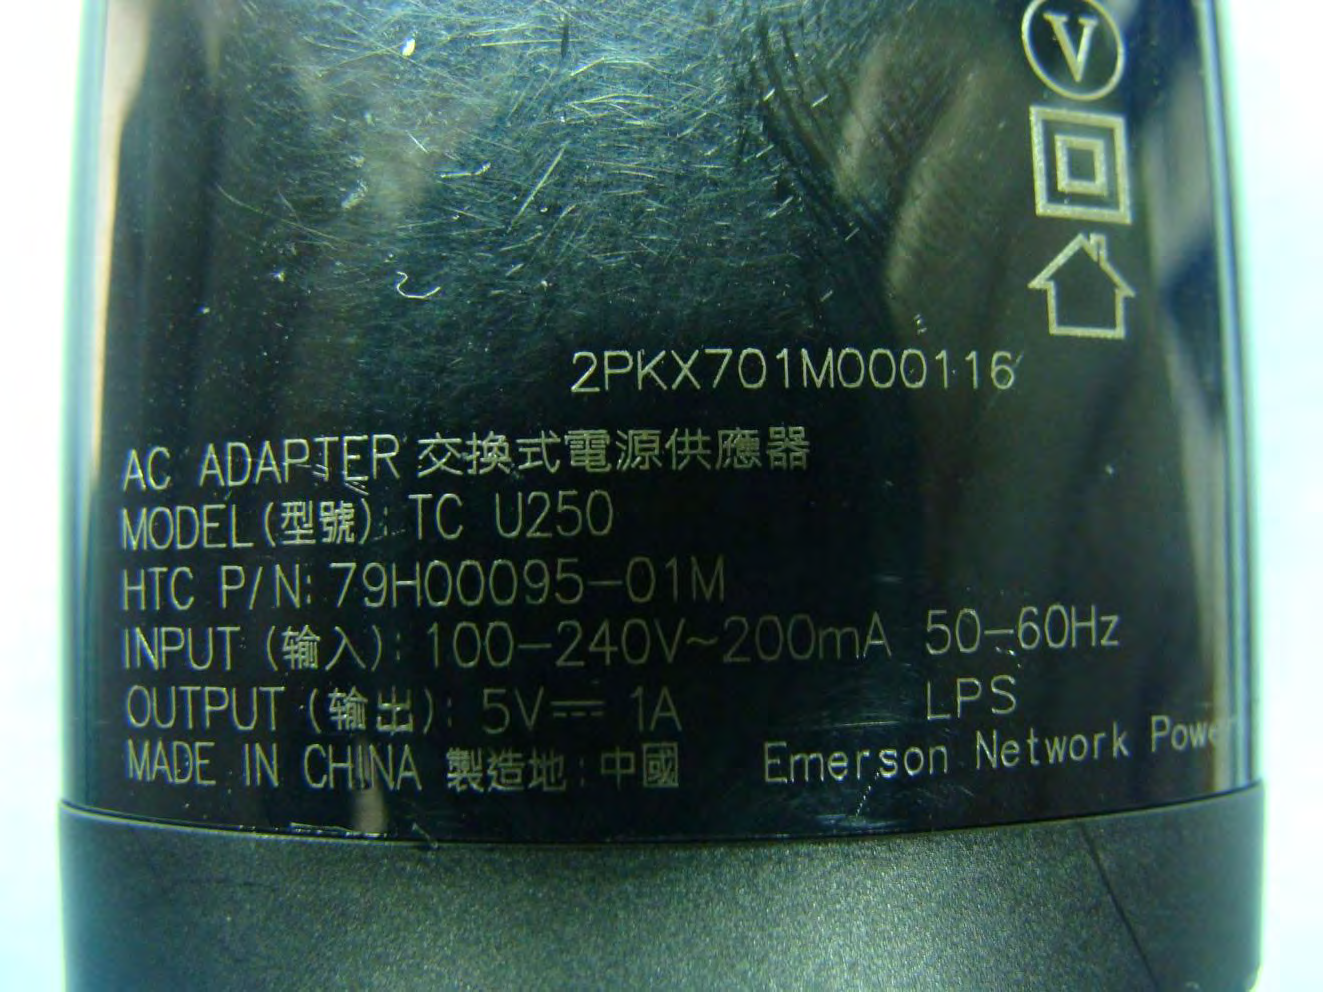 V
2PKX701M000116
AC ADAPTER 交換式電源供應器
MODEL(型號): TC U250
HTC P/N: 79H00095-01M
INPUT (输入): 100-240V~200mA 50-60Hz
OUTPUT (输出): 5V⎓ 1A LPS
MADE IN CHINA 製造地:中國 Emerson Network Power